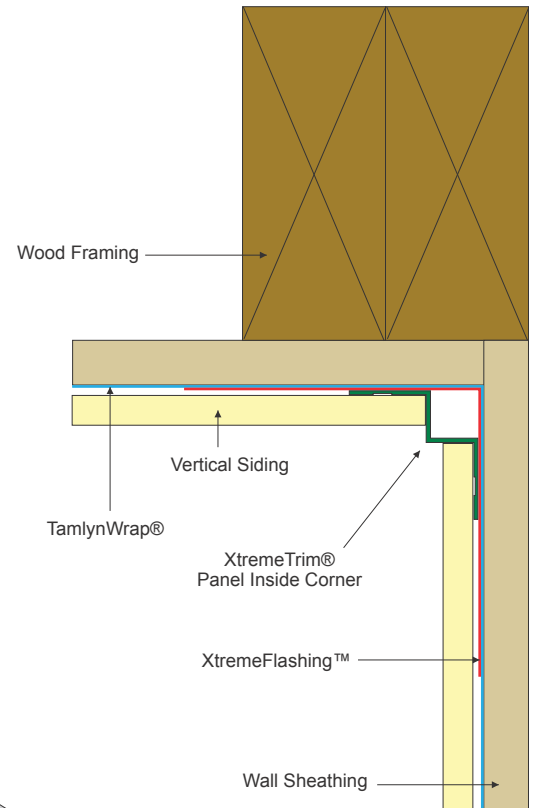 Wood Framing
Vertical Siding
TamlynWrap®
XtremeTrim®
Panel Inside Corner
XtremeFlashing™
Wall Sheathing